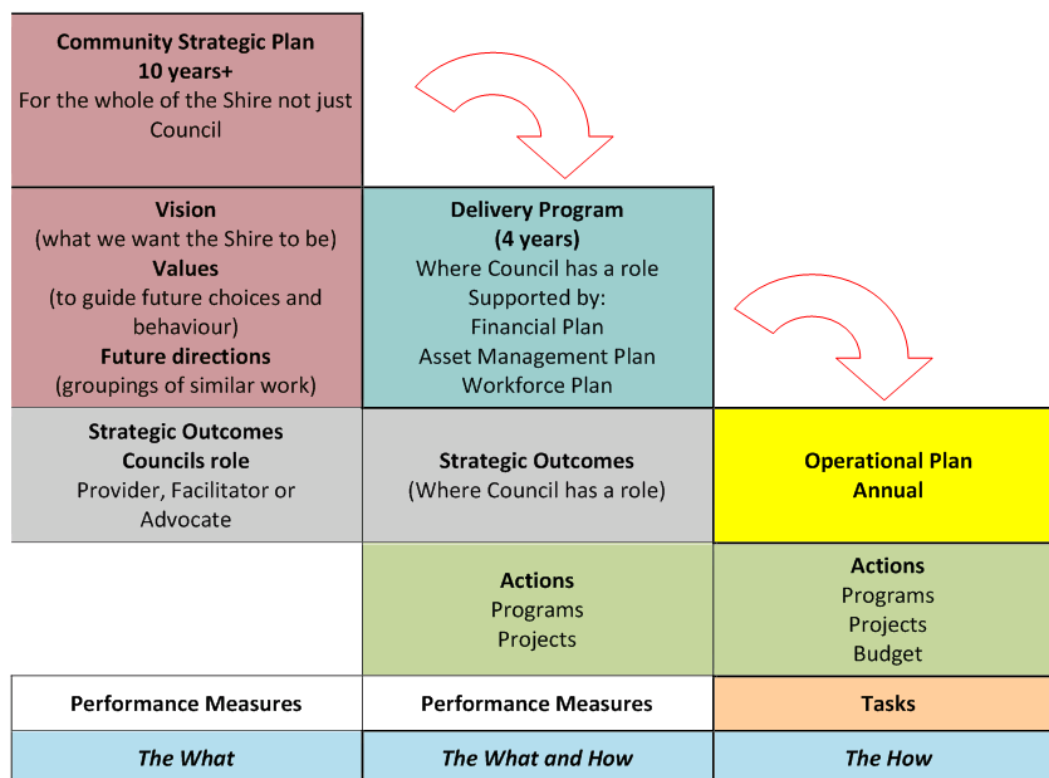 Community Strategic Plan
10 years+
For the whole of the Shire not just
Council
Vision
(what we want the Shire to be)
Values
(to guide future choices and
behaviour)
Future directions
(groupings of similar work)
Delivery Program
(4 years)
Where Council has a role
Supported by:
Financial Plan
Asset Management Plan
Workforce Plan
Strategic Outcomes
Councils role
Provider, Facilitator or
Advocate
Strategic Outcomes
(Where Council has a role)
Operational Plan
Annual
Actions
Programs
Projects
Actions
Programs
Projects
Budget
Performance Measures
Performance Measures
Tasks
The What
The What and How
The How